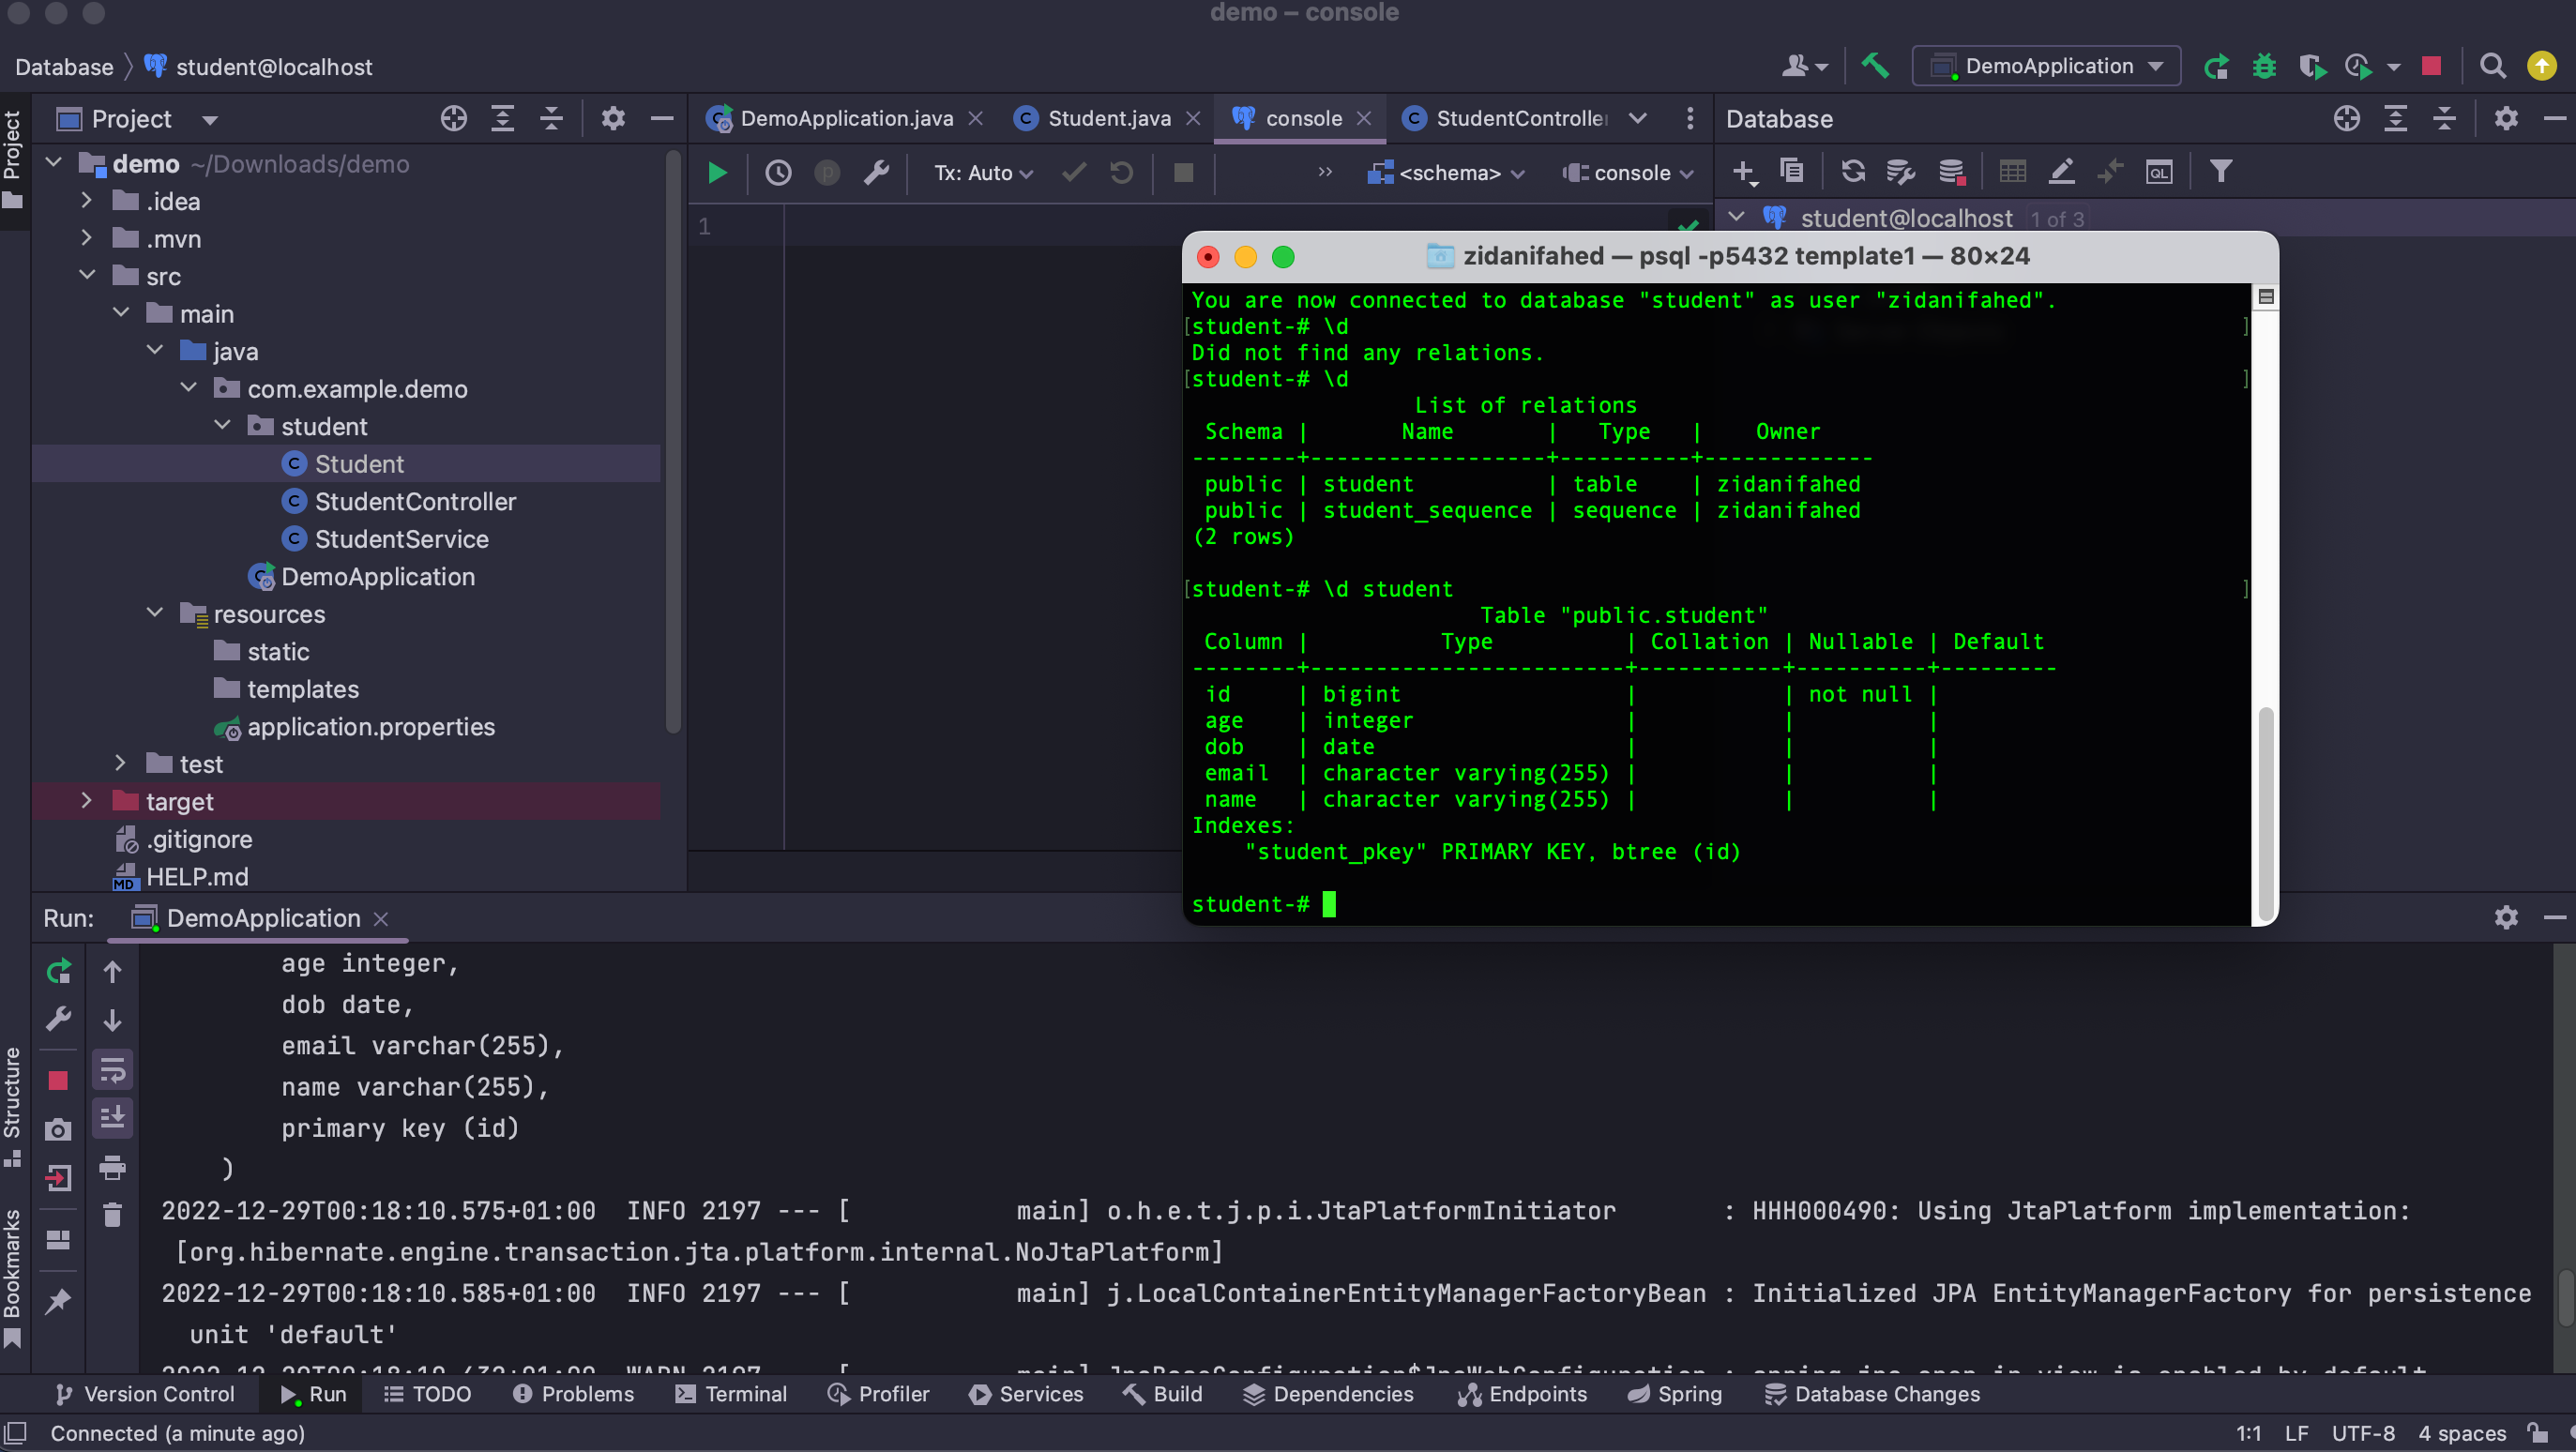 demo – console
Database
student@localhost
DemoApplication
Project
Project
DemoApplication.java
Student.java
console
StudentController
Database
demo ~/Downloads/demo
Tx: Auto
<schema>
console
.idea
1
student@localhost 1 of 3
.mvn
src
main
java
com.example.demo
student
Student
StudentController
StudentService
DemoApplication
resources
static
templates
application.properties
test
target
.gitignore
HELP.md
MD
zidanifahed — psql -p5432 template1 — 80×24
You are now connected to database "student" as user "zidanifahed".
[student-# \d ]
Did not find any relations.
[student-# \d ]
List of relations
Schema | Name | Type | Owner
--------+------------------+----------+-------------
public | student | table | zidanifahed
public | student_sequence | sequence | zidanifahed
(2 rows)
[student-# \d student ]
Table "public.student"
Column | Type | Collation | Nullable | Default
--------+------------------------+-----------+----------+---------
id | bigint | | not null |
age | integer | | |
dob | date | | |
email | character varying(255) | | |
name | character varying(255) | | |
Indexes:
"student_pkey" PRIMARY KEY, btree (id)
student-#
Run: DemoApplication
age integer,
dob date,
email varchar(255),
name varchar(255),
primary key (id)
)
2022-12-29T00:18:10.575+01:00 INFO 2197 --- [ main] o.h.e.t.j.p.i.JtaPlatformInitiator : HHH000490: Using JtaPlatform implementation:
[org.hibernate.engine.transaction.jta.platform.internal.NoJtaPlatform]
2022-12-29T00:18:10.585+01:00 INFO 2197 --- [ main] j.LocalContainerEntityManagerFactoryBean : Initialized JPA EntityManagerFactory for persistence
unit 'default'
Structure
Bookmarks
Version Control
Run
TODO
Problems
Terminal
Profiler
Services
Build
Dependencies
Endpoints
Spring
Database Changes
Connected (a minute ago)
1:1 LF UTF-8 4 spaces